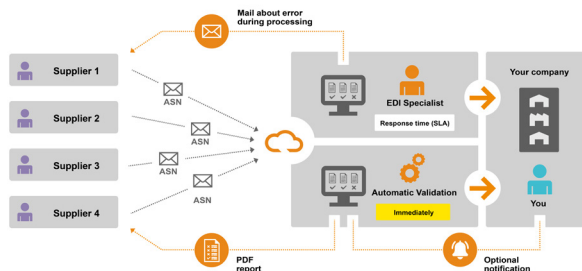 Mail about error
during processing
Supplier 1
ASN
Supplier 2
ASN
Supplier 3
ASN
Supplier 4
ASN
EDI Specialist
Response time (SLA)
Automatic Validation
Immediately
Your company
You
PDF
report
Optional
notification